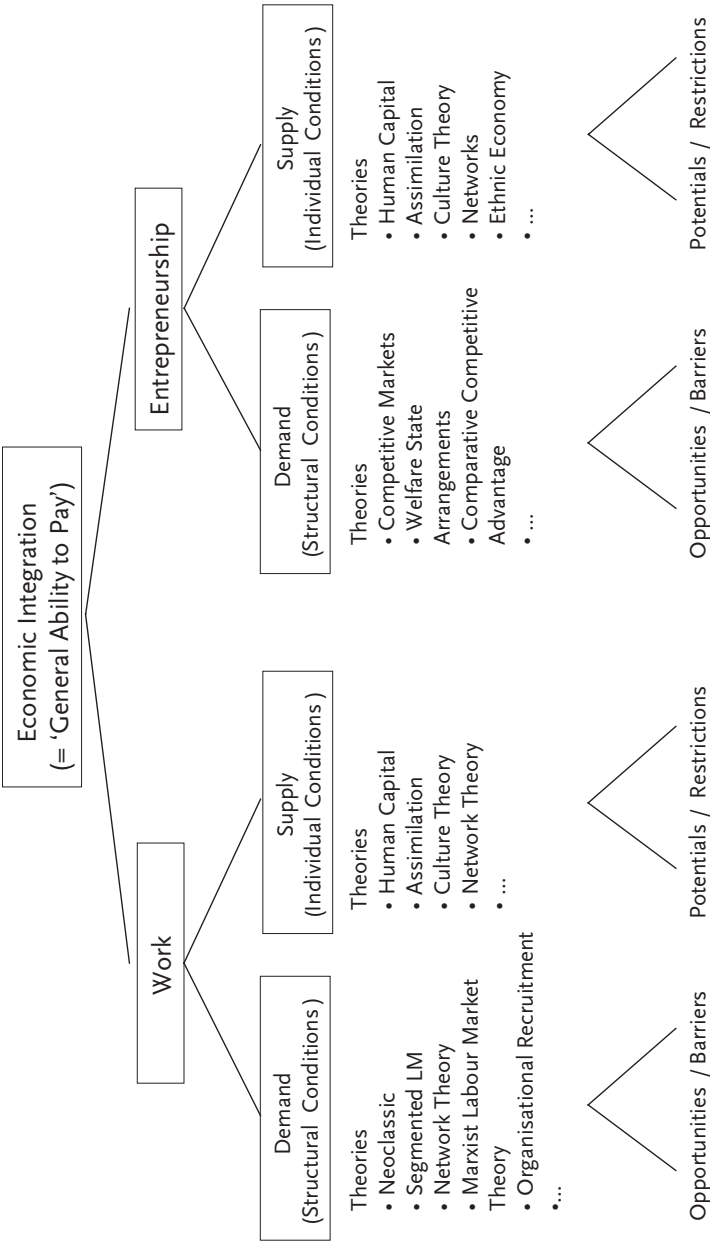 Economic Integration
(= ‘General Ability to Pay’)
Work
Entrepreneurship
Demand
(Structural Conditions )
Supply
(Individual Conditions )
Demand
(Structural Conditions )
Supply
(Individual Conditions )
Theories
• Neoclassic
• Segmented LM
• Network Theory
• Marxist Labour Market
Theory
• Organisational Recruitment
•...
Theories
• Human Capital
• Assimilation
• Culture Theory
• Network Theory
• ...
Theories
• Competitive Markets
• Welfare State
Arrangements
• Comparative Competitive
Advantage
• ...
Theories
• Human Capital
• Assimilation
• Culture Theory
• Networks
• Ethnic Economy
• ...
Opportunities / Barriers
Potentials / Restrictions
Opportunities / Barriers
Potentials / Restrictions